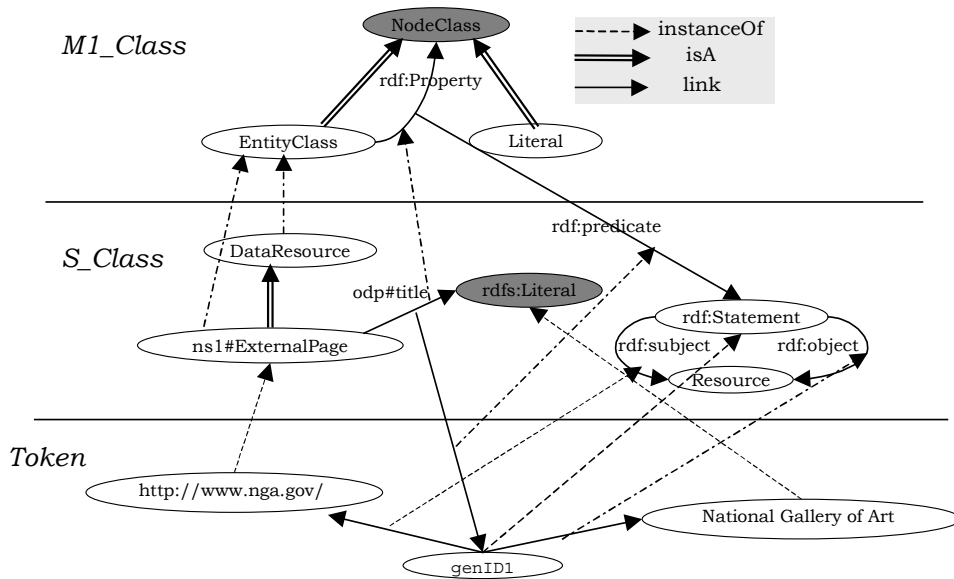 NodeClass
instanceOf
M1_Class
isA
rdf:Property
link
EntityClass
Literal
rdf:predicate
DataResource
S_Class
odp#title
rdfs:Literal
rdf:Statement
ns1#ExternalPage
rdf:subject
rdf:object
Resource
Token
http://www.nga.gov/
National Gallery of Art
genID1